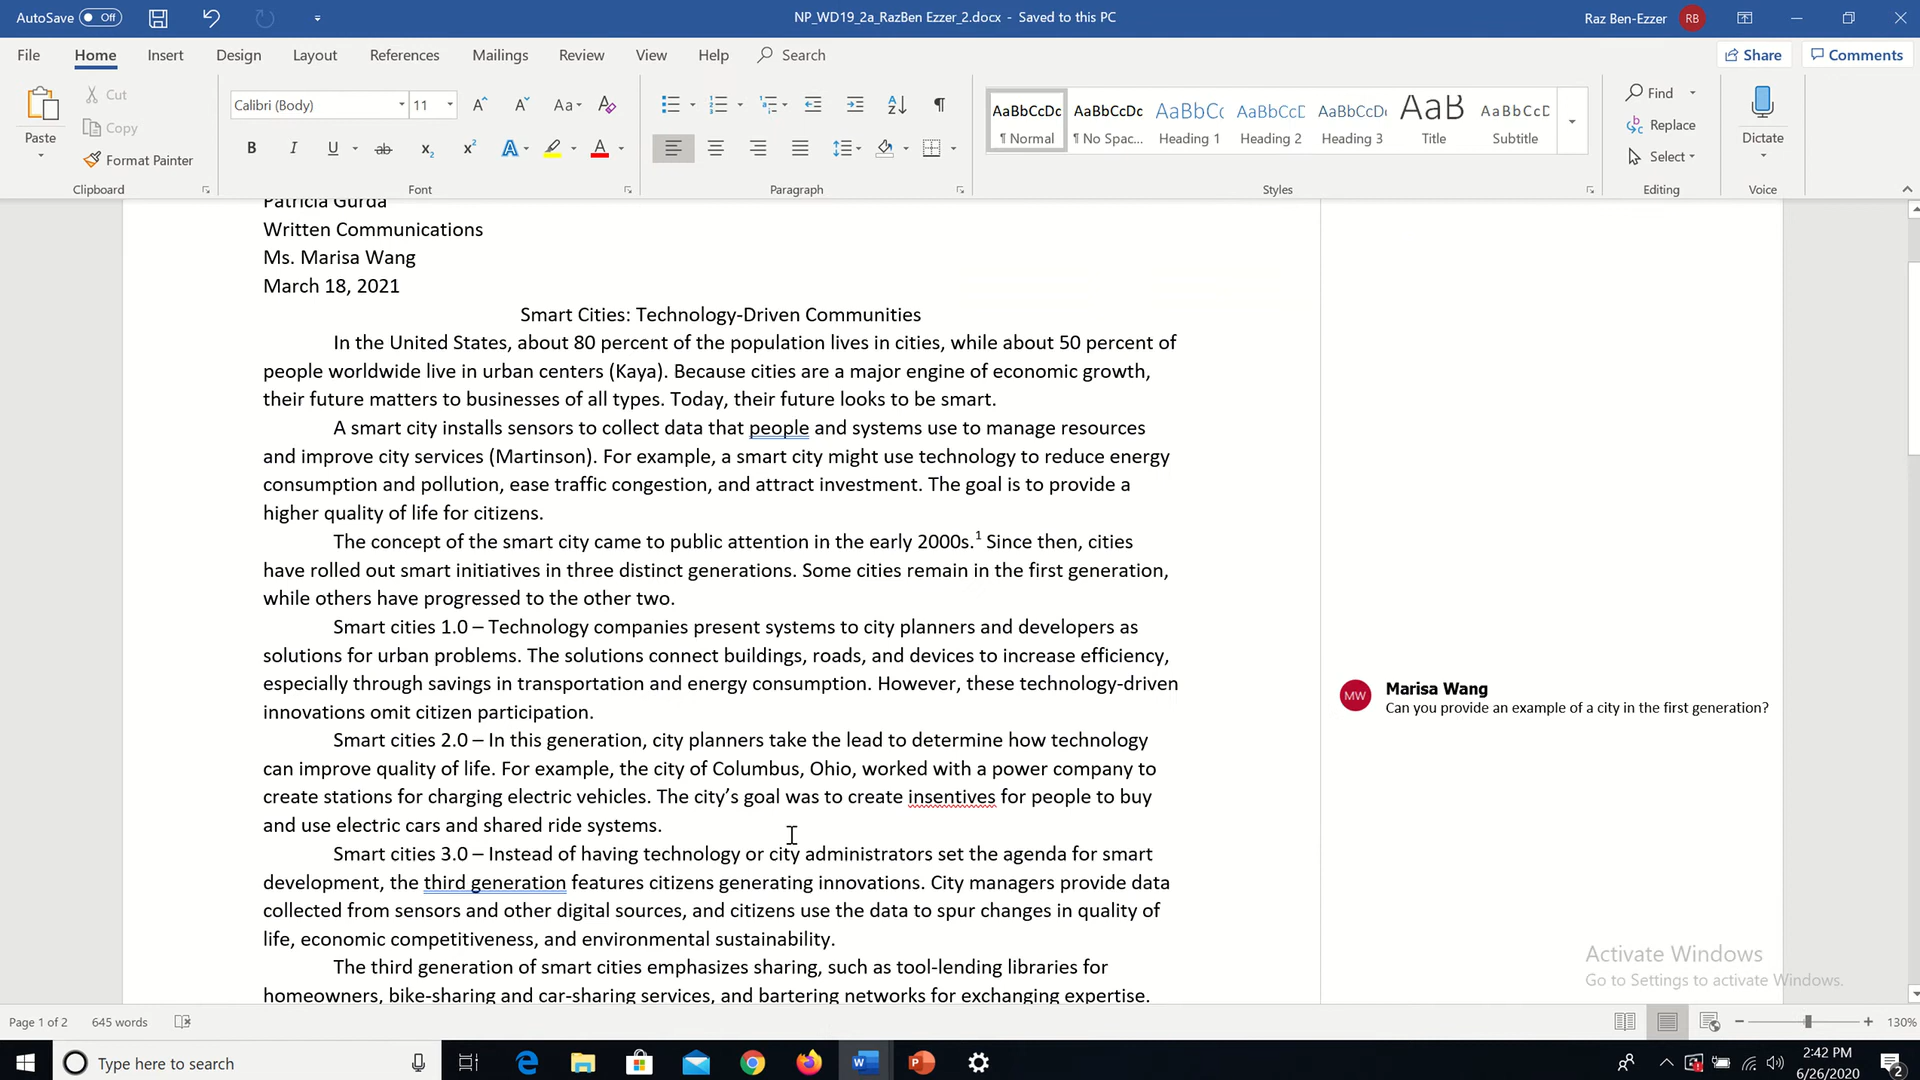 AutoSave Off
NP_WD19_2a_RazBen Ezzer_2.docx - Saved to this PC
Raz Ben-Ezzer RB
File Home Insert Design Layout References Mailings Review View Help Search
Share Comments
Paste
Cut
Copy
Format Painter
Clipboard
Calibri (Body) 11
Font
Paragraph
AaBbCcDc AaBbCcDc AaBbCc AaBbCcD AaBbCcDc AaB AaBbCcD
¶ Normal ¶ No Spac... Heading 1 Heading 2 Heading 3 Title Subtitle
Styles
Find
Replace
Select
Editing
Dictate
Voice
Patricia Gurda
Written Communications
Ms. Marisa Wang
March 18, 2021
Smart Cities: Technology-Driven Communities
In the United States, about 80 percent of the population lives in cities, while about 50 percent of
people worldwide live in urban centers (Kaya). Because cities are a major engine of economic growth,
their future matters to businesses of all types. Today, their future looks to be smart.
A smart city installs sensors to collect data that people and systems use to manage resources
and improve city services (Martinson). For example, a smart city might use technology to reduce energy
consumption and pollution, ease traffic congestion, and attract investment. The goal is to provide a
higher quality of life for citizens.
The concept of the smart city came to public attention in the early 2000s.1 Since then, cities
have rolled out smart initiatives in three distinct generations. Some cities remain in the first generation,
while others have progressed to the other two.
Smart cities 1.0 – Technology companies present systems to city planners and developers as
solutions for urban problems. The solutions connect buildings, roads, and devices to increase efficiency,
especially through savings in transportation and energy consumption. However, these technology-driven
innovations omit citizen participation.
Smart cities 2.0 – In this generation, city planners take the lead to determine how technology
can improve quality of life. For example, the city of Columbus, Ohio, worked with a power company to
create stations for charging electric vehicles. The city’s goal was to create insentives for people to buy
and use electric cars and shared ride systems.
Smart cities 3.0 – Instead of having technology or city administrators set the agenda for smart
development, the third generation features citizens generating innovations. City managers provide data
collected from sensors and other digital sources, and citizens use the data to spur changes in quality of
life, economic competitiveness, and environmental sustainability.
The third generation of smart cities emphasizes sharing, such as tool-lending libraries for
homeowners, bike-sharing and car-sharing services, and bartering networks for exchanging expertise.
MW Marisa Wang
Can you provide an example of a city in the first generation?
Activate Windows
Go to Settings to activate Windows.
Page 1 of 2 645 words
130%
Type here to search
2:42 PM
6/26/2020
2